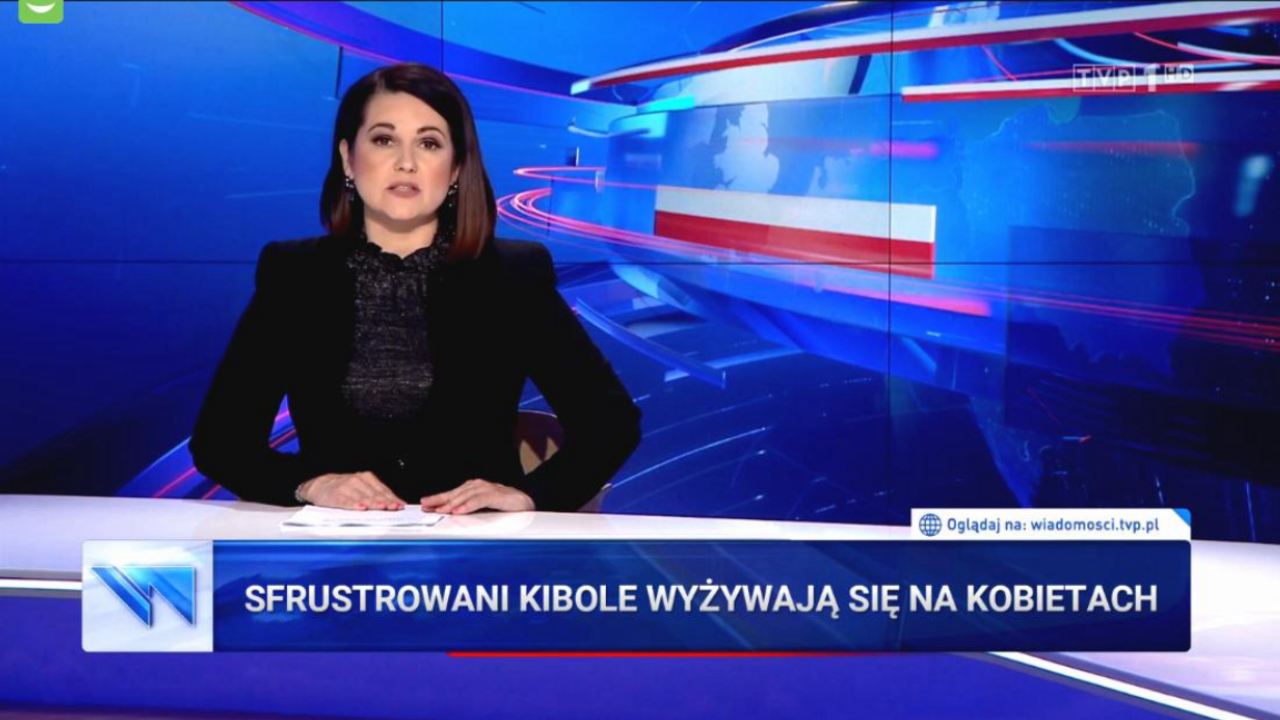 TVP 1 HD
Oglądaj na: wiadomosci.tvp.pl
SFRUSTROWANI KIBOLE WYŻYWAJĄ SIĘ NA KOBIETACH